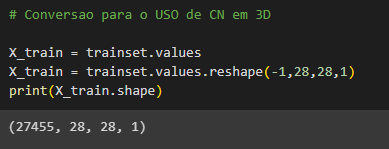 # Conversao para o USO de CN em 3D
X_train = trainset.values
X_train = trainset.values.reshape(-1,28,28,1)
print(X_train.shape)
(27455, 28, 28, 1)